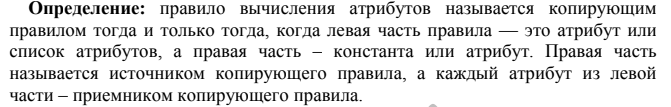 Определение: правило вычисления атрибутов называется копирующим
правилом тогда и только тогда, когда левая часть правила — это атрибут или
список атрибутов, а правая часть – константа или атрибут. Правая часть
называется источником копирующего правила, а каждый атрибут из левой
части – приемником копирующего правила.